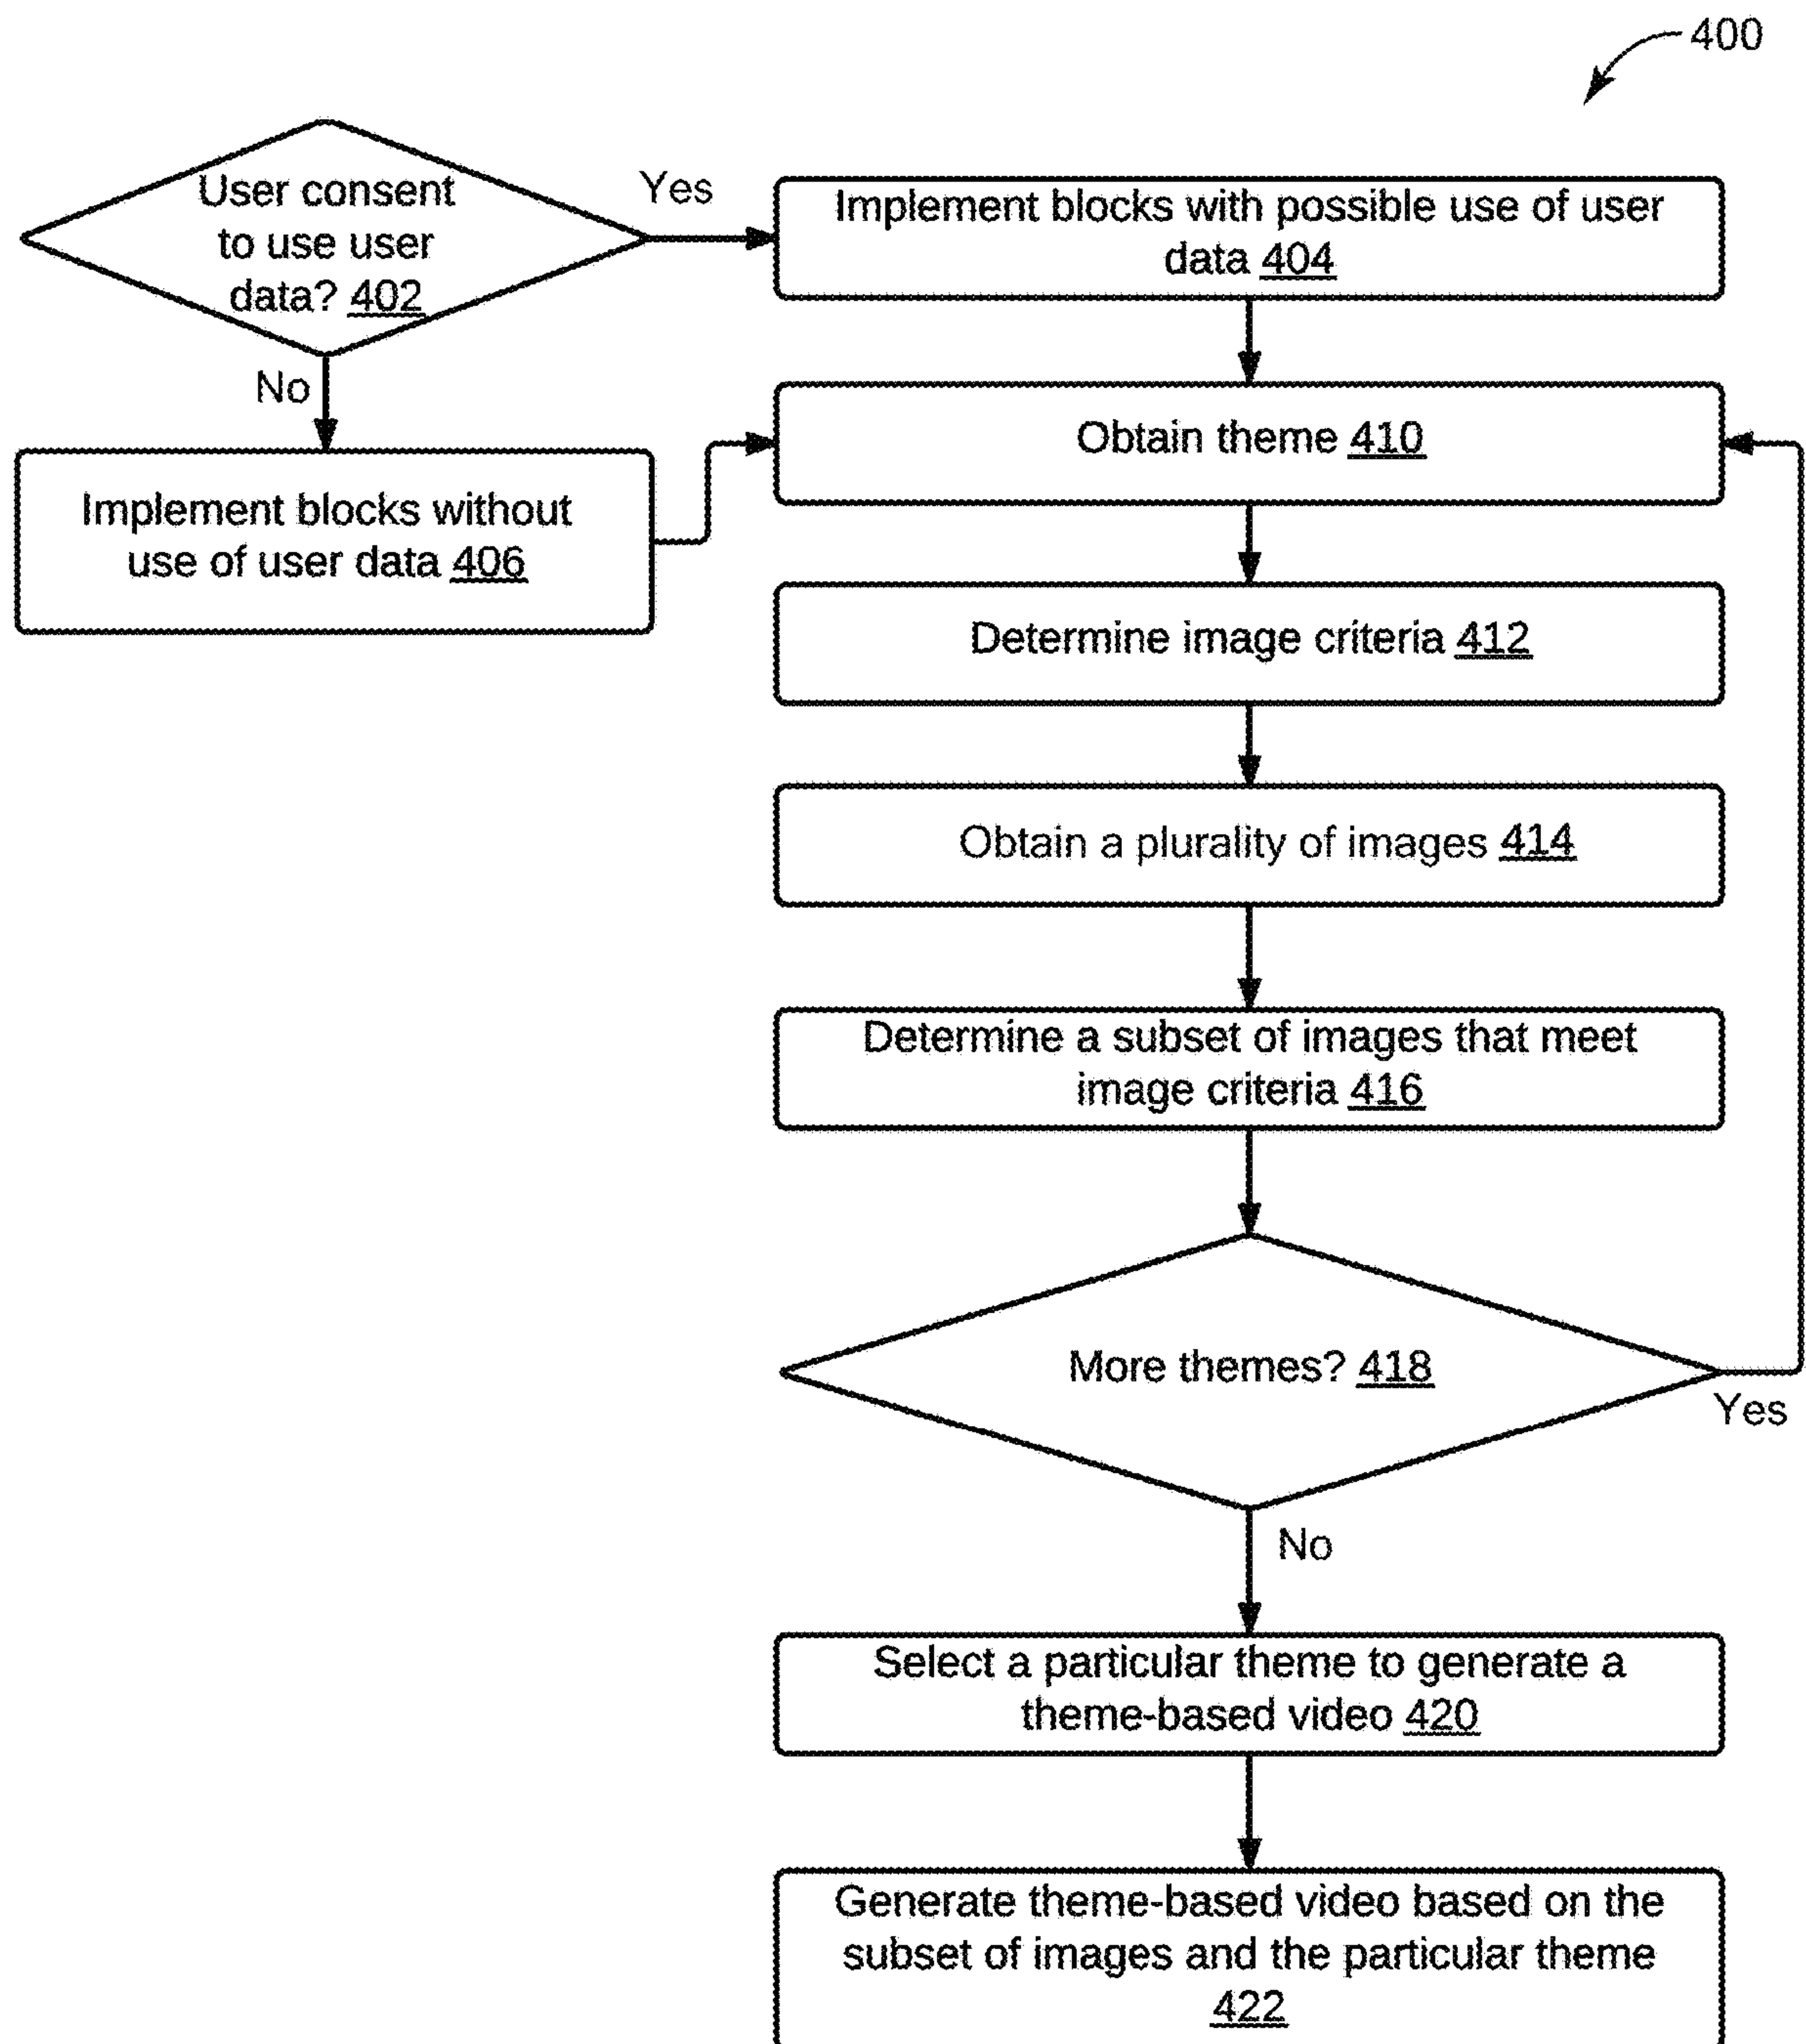 400
User consent
to use user
data? 402
Yes
No
Implement blocks with possible use of user
data 404
Implement blocks without
use of user data 406
Obtain theme 410
Determine image criteria 412
Obtain a plurality of images 414
Determine a subset of images that meet
image criteria 416
More themes? 418
Yes
No
Select a particular theme to generate a
theme-based video 420
Generate theme-based video based on the
subset of images and the particular theme
422